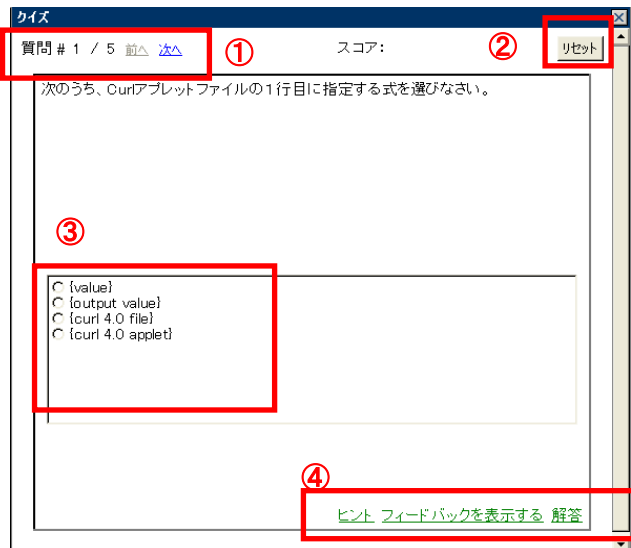 クイズ
質問 # 1 / 5 前へ 次へ ① スコア: ② リセット
次のうち、Curlアプレットファイルの1行目に指定する式を選びなさい。
③
{value}
{output value}
{curl 4.0 file}
{curl 4.0 applet}
④
ヒント フィードバックを表示する 解答